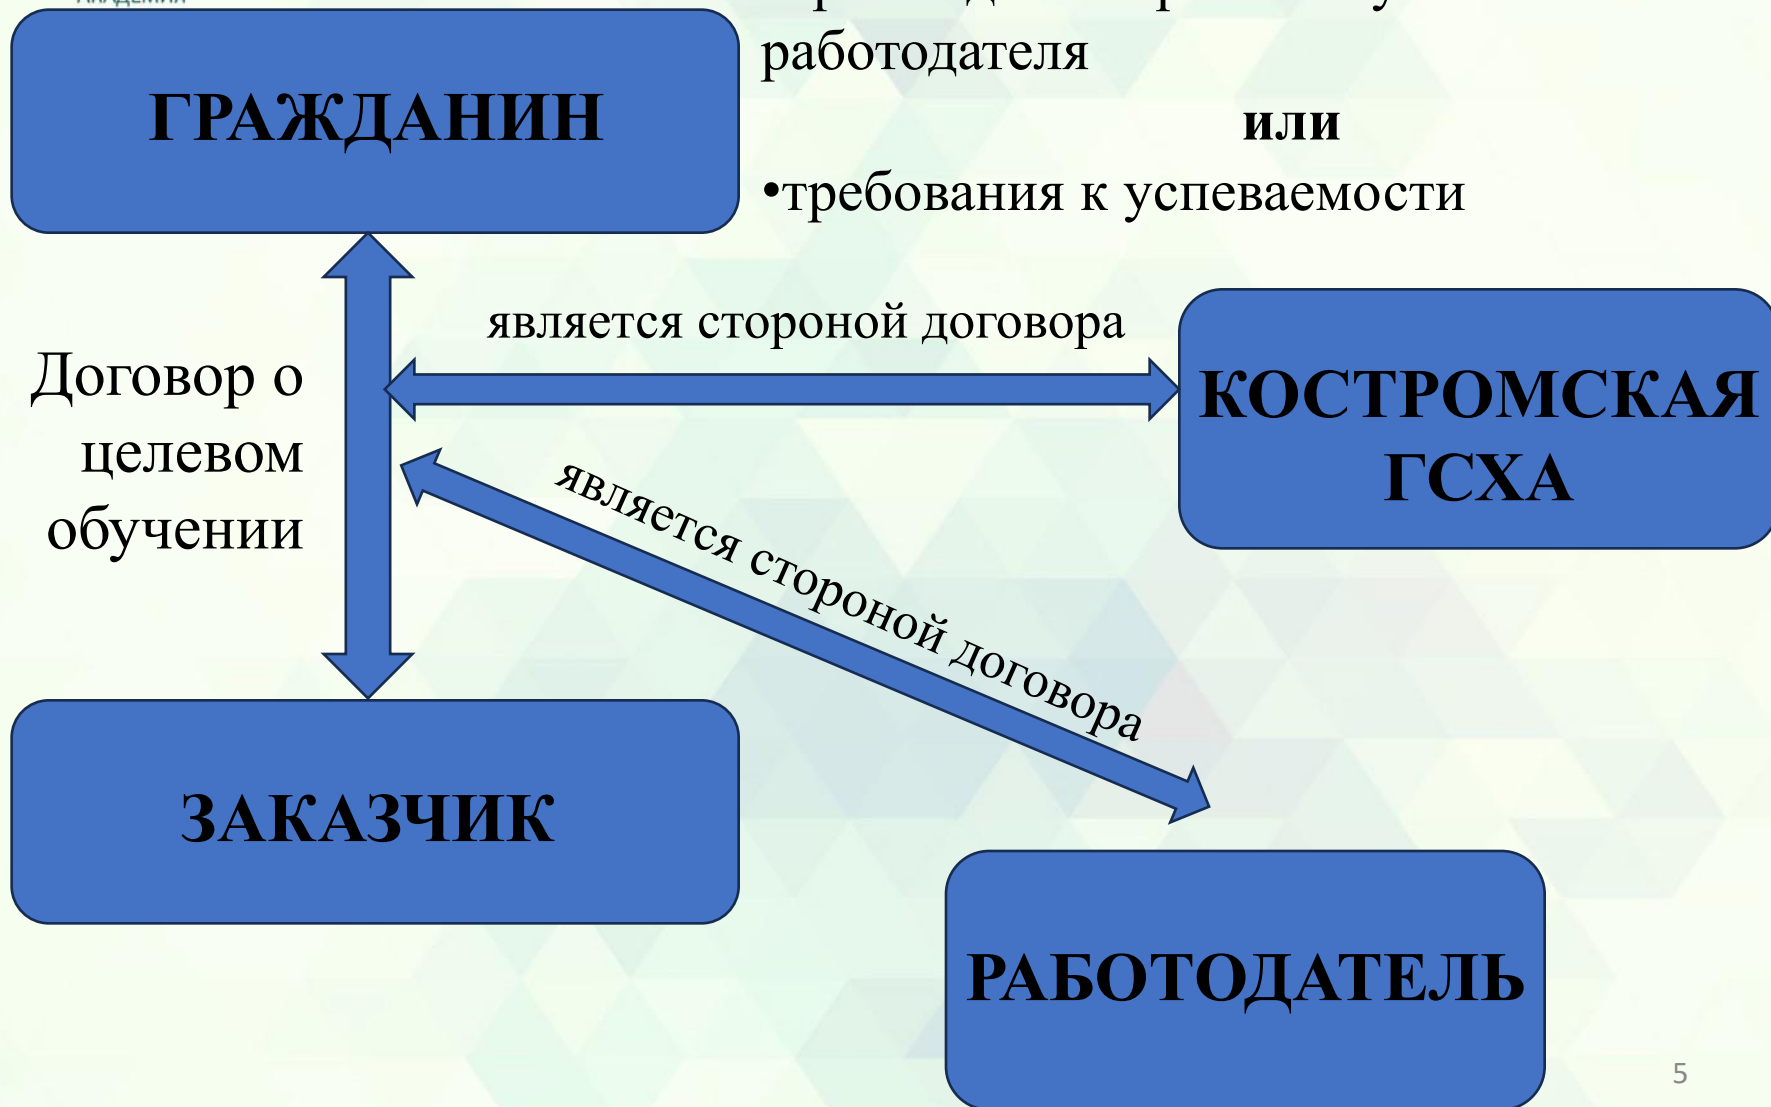 АКАДЕМИЯ
работодателя
ГРАЖДАНИН
или
•требования к успеваемости
является стороной договора
Договор о
целевом
обучении
КОСТРОМСКАЯ
ГСХА
является стороной договора
ЗАКАЗЧИК
РАБОТОДАТЕЛЬ
5